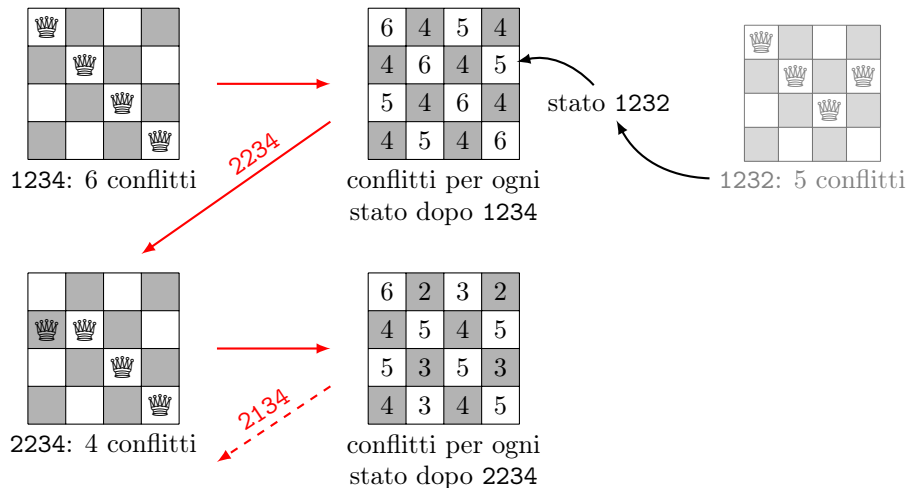 6 4 5 4
4 6 4 5
5 4 6 4
4 5 4 6
stato 1232
1234: 6 conflitti
conflitti per ogni
stato dopo 1234
1232: 5 conflitti
2234
6 2 3 2
4 5 4 5
5 3 5 3
4 3 4 5
2234: 4 conflitti
2134
conflitti per ogni
stato dopo 2234